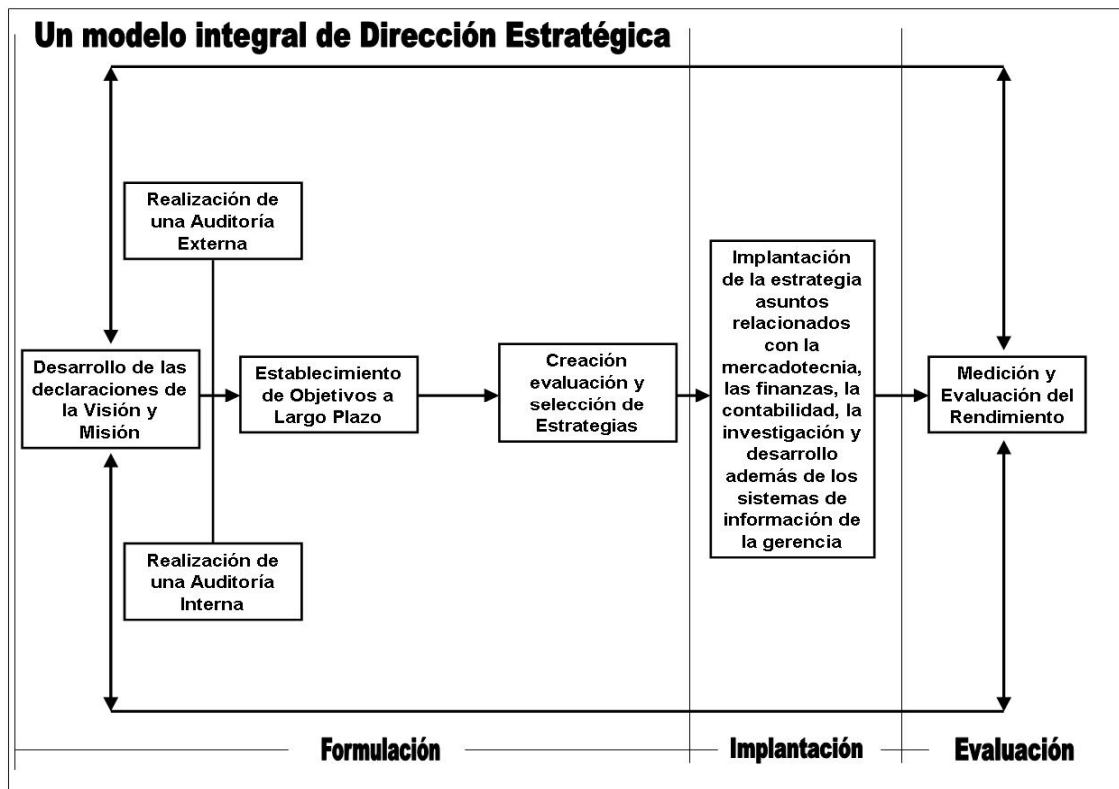 Un modelo integral de Dirección Estratégica
Realización de
una Auditoría
Externa
Desarrollo de las
declaraciones de
la Visión y
Misión
Establecimiento
de Objetivos a
Largo Plazo
Creación
evaluación y
selección de
Estrategias
Implantación
de la estrategia
asuntos
relacionados
con la
mercadotecnia,
las finanzas, la
contabilidad, la
investigación y
desarrollo
además de los
sistemas de
información de
la gerencia
Medición y
Evaluación del
Rendimiento
Realización de
una Auditoría
Interna
Formulación
Implantación
Evaluación